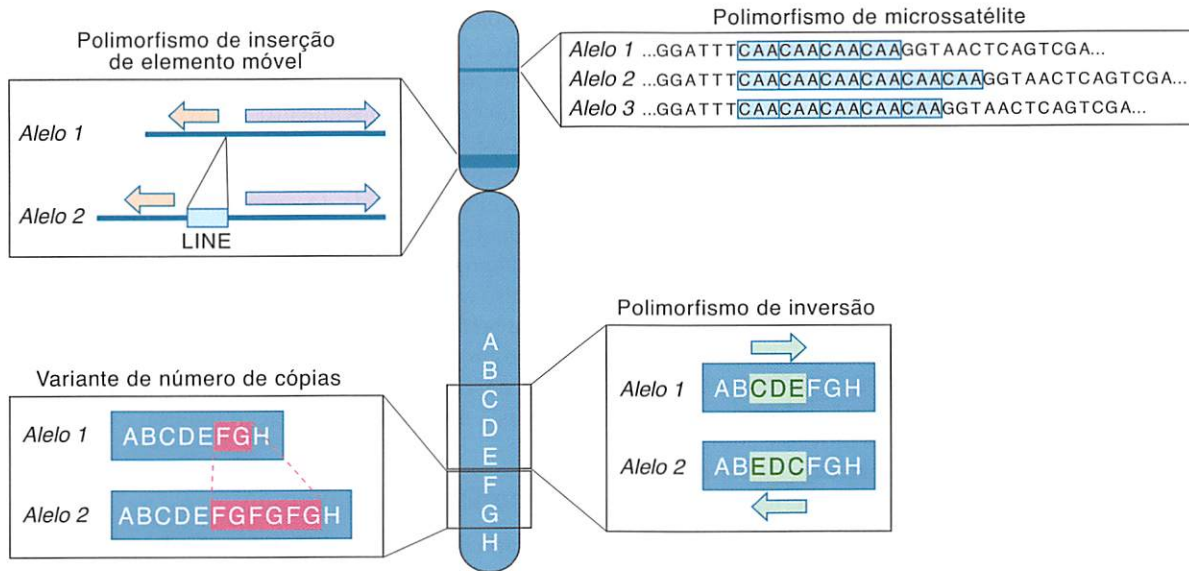 Polimorfismo de inserção
de elemento móvel
Alelo 1
Alelo 2
LINE
Polimorfismo de microssatélite
Alelo 1 ...GGATTTCAACAACAACAAGGTAACTCAGTCGA...
Alelo 2 ...GGATTTCAACAACAACAACAACAAGGTAACTCAGTCGA...
Alelo 3 ...GGATTTCAACAACAACAACAAGGTAACTCAGTCGA...
A
B
C
D
E
F
G
H
Variante de número de cópias
Alelo 1 ABCDEFGH
Alelo 2 ABCDEFGFGFGH
Polimorfismo de inversão
Alelo 1 ABCDEFGH
Alelo 2 ABEDCFGH